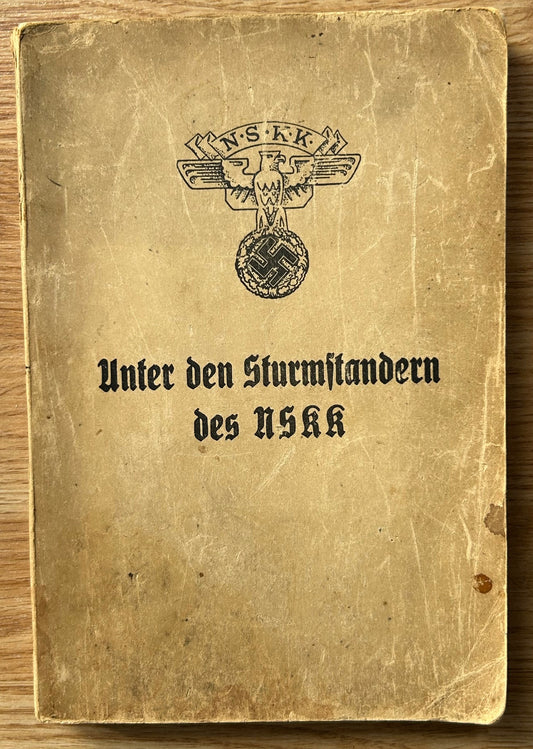 N·S·K·K
Unter den Sturmſtandern
des NSKK